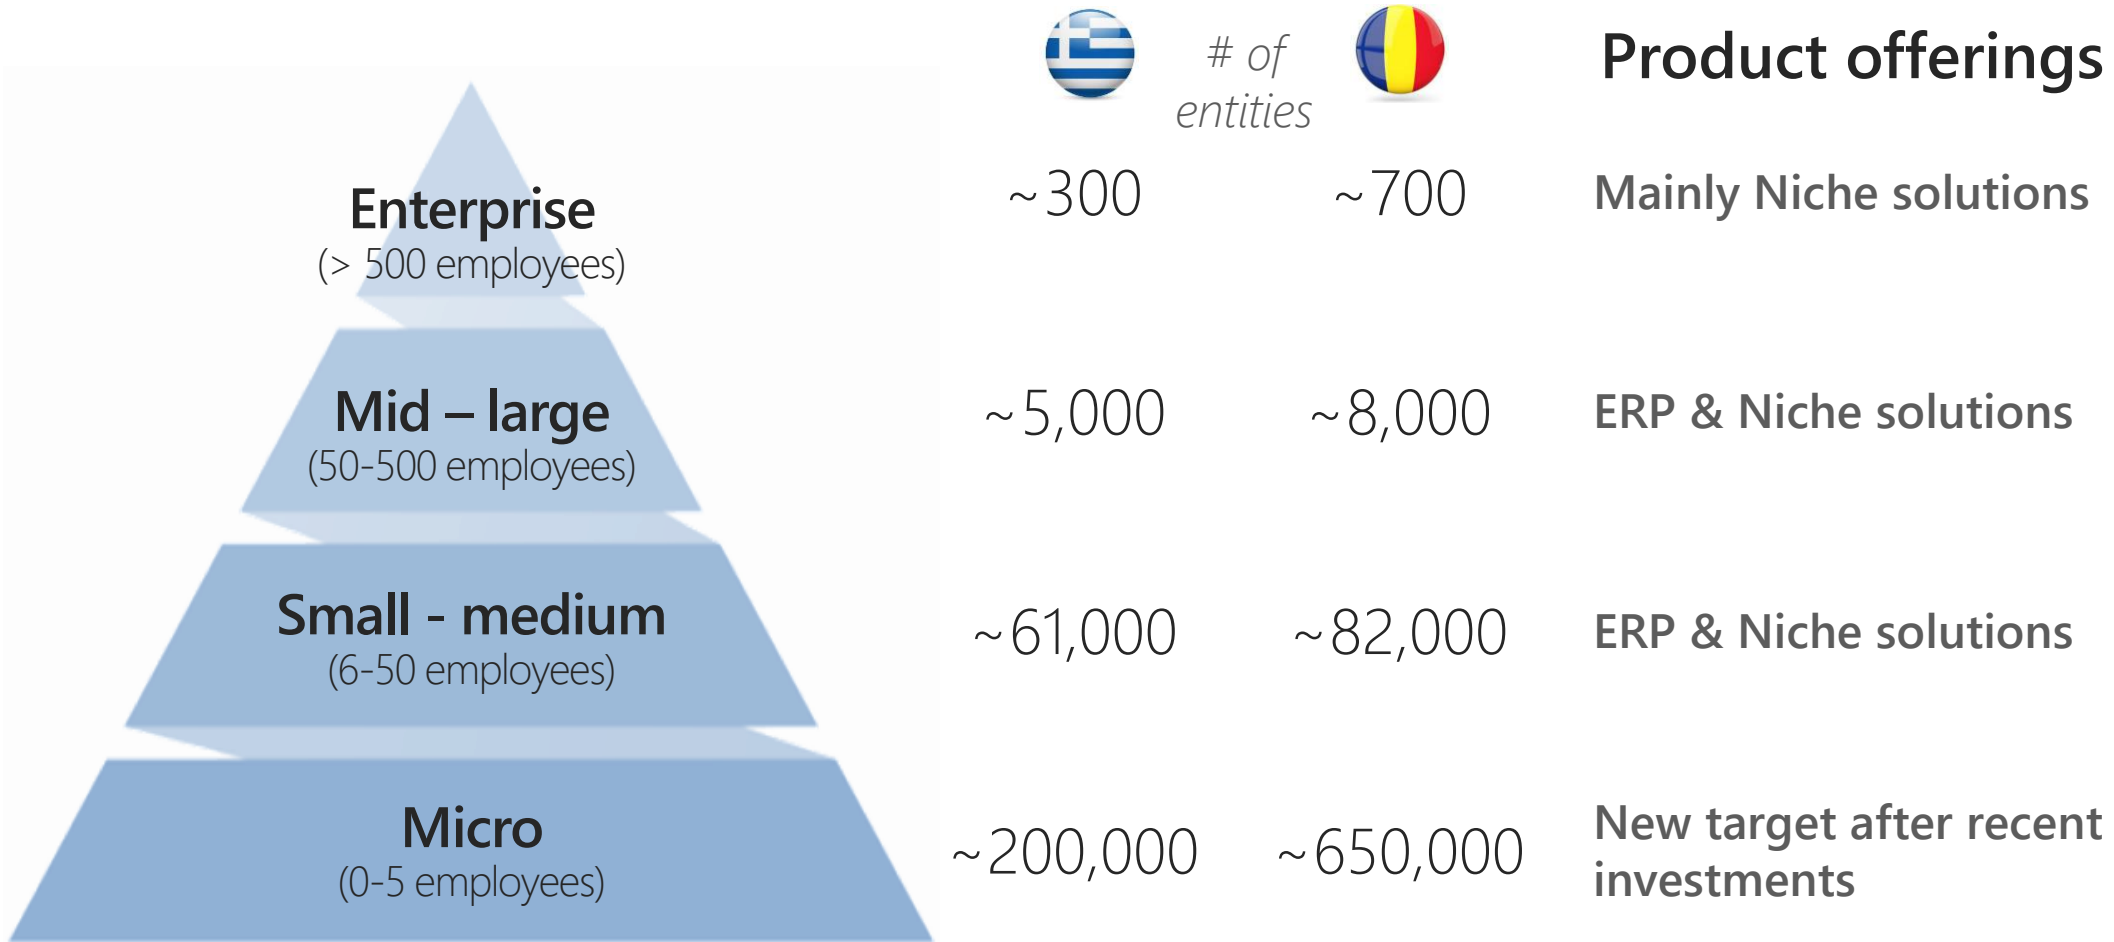 # of
entities
Product offerings
Enterprise
(> 500 employees)
~300
~700
Mainly Niche solutions
Mid – large
(50-500 employees)
~5,000
~8,000
ERP & Niche solutions
Small - medium
(6-50 employees)
~61,000
~82,000
ERP & Niche solutions
Micro
(0-5 employees)
~200,000
~650,000
New target after recent
investments